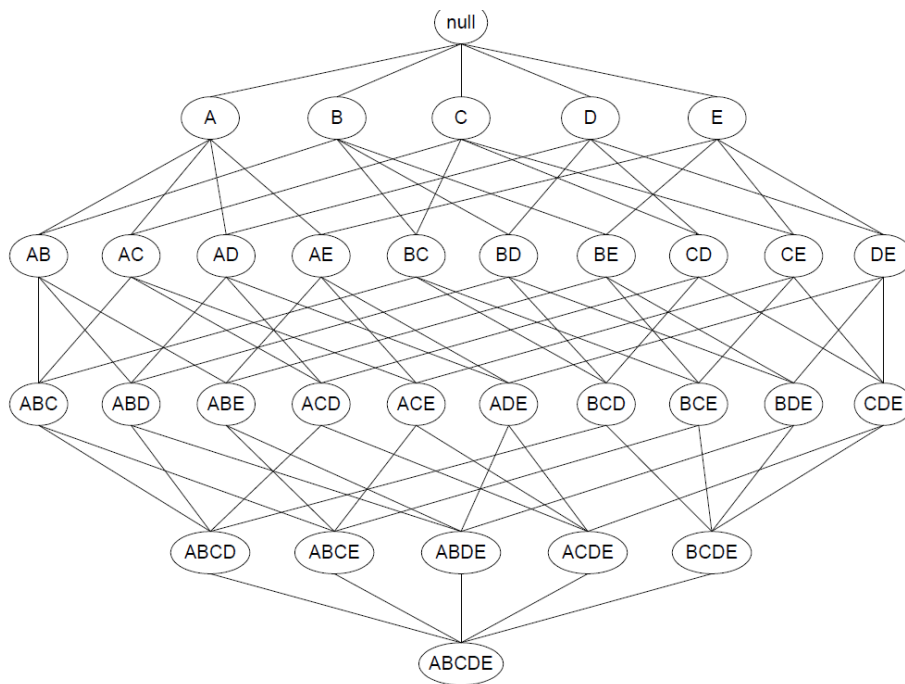 null
A B C D E
AB AC AD AE BC BD BE CD CE DE
ABC ABD ABE ACD ACE ADE BCD BCE BDE CDE
ABCD ABCE ABDE ACDE BCDE
ABCDE